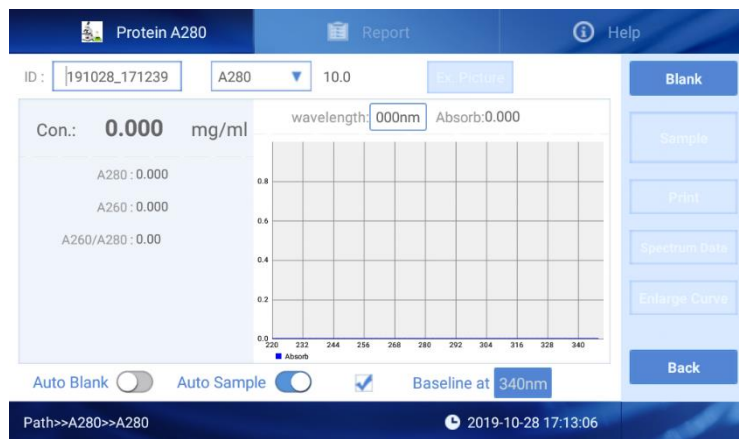 Protein A280
Report
Help
ID : 191028_171239 A280 10.0 Ex. Picture
Blank
Con.: 0.000 mg/ml
wavelength: 000nm Absorb:0.000
Sample
A280 : 0.000
A260 : 0.000
A260/A280 : 0.00
Print
Spectrum Data
Enlarge Curve
0.8
0.6
0.4
0.2
0.0
220 232 244 256 268 280 292 304 316 328 340
Absorb
Auto Blank Auto Sample Baseline at 340nm
Back
Path>>A280>>A280 2019-10-28 17:13:06